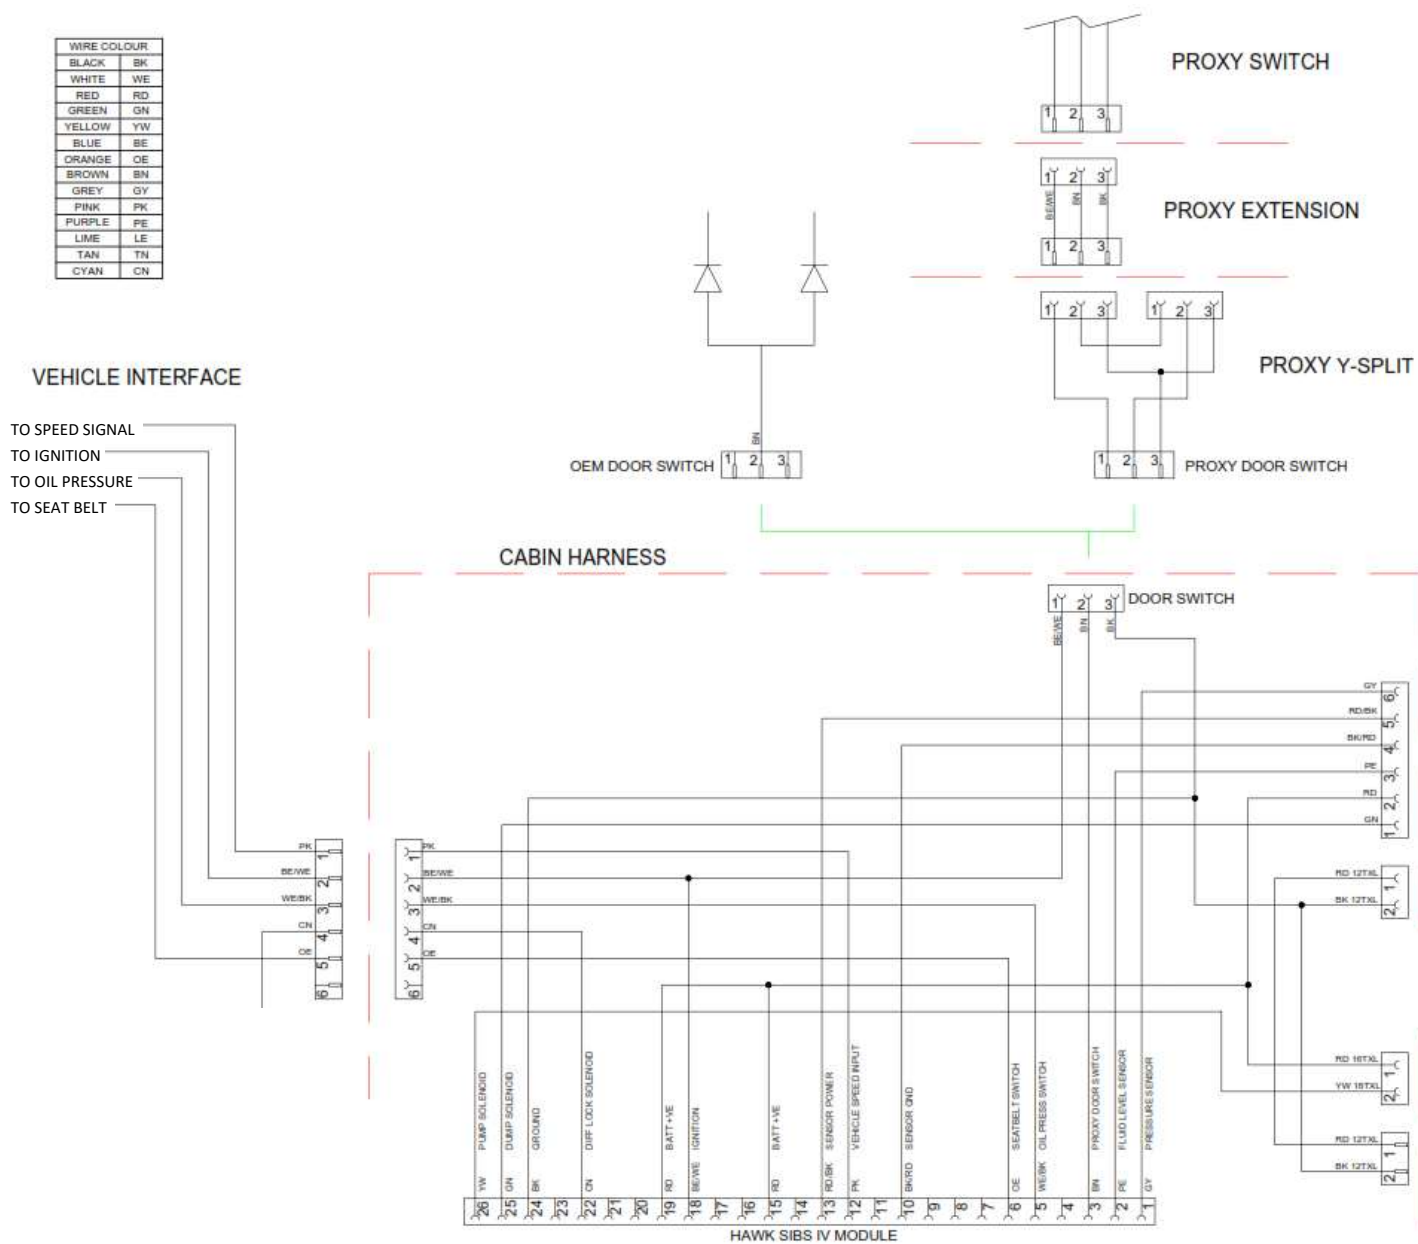 WIRE COLOUR
BLACK BK
WHITE WE
RED RD
GREEN GN
YELLOW YW
BLUE BE
ORANGE OE
BROWN BN
GREY GY
PINK PK
PURPLE PE
LIME LE
TAN TN
CYAN CN
PROXY SWITCH
1 2 3
1 2 3
BE/WE BN BK
PROXY EXTENSION
1 2 3
1 2 3 1 2 3
PROXY Y-SPLIT
VEHICLE INTERFACE
TO SPEED SIGNAL
TO IGNITION
TO OIL PRESSURE
TO SEAT BELT
BN
OEM DOOR SWITCH 1 2 3
1 2 3 PROXY DOOR SWITCH
CABIN HARNESS
1 2 3 DOOR SWITCH
BE/WE BN BK
GY 6
RD/BK 5
BK/RD 4
PE 3
RD 2
GN 1
PK 1 1 PK
BE/WE 2 2 BE/WE
WE/BK 3 3 WE/BK
CN 4 4 CN
OE 5 5 OE
6 6
RD 12TXL 1
BK 12TXL 2
RD 16TXL 1
YW 18TXL 2
RD 12TXL 1
BK 12TXL 2
YW PUMP SOLENOID
GN DUMP SOLENOID
BK GROUND
CN DIFF LOCK SOLENOID
RD BATT +VE
BE/WE IGNITION
RD BATT +VE
RD/BK SENSOR POWER
PK VEHICLE SPEED INPUT
BK/RD SENSOR GND
OE SEATBELT SWITCH
WE/BK OIL PRESS SWITCH
BN PROXY DOOR SWITCH
PE FLUID LEVEL SENSOR
GY PRESSURE SENSOR
26 25 24 23 22 21 20 19 18 17 16 15 14 13 12 11 10 9 8 7 6 5 4 3 2 1
HAWK SIBS IV MODULE